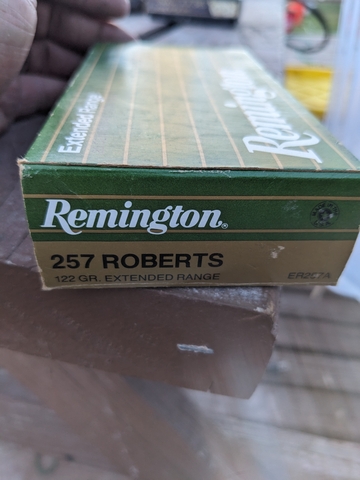 Extended Range
Remington
Remington®
257 ROBERTS
122 GR. EXTENDED RANGE
ER257A